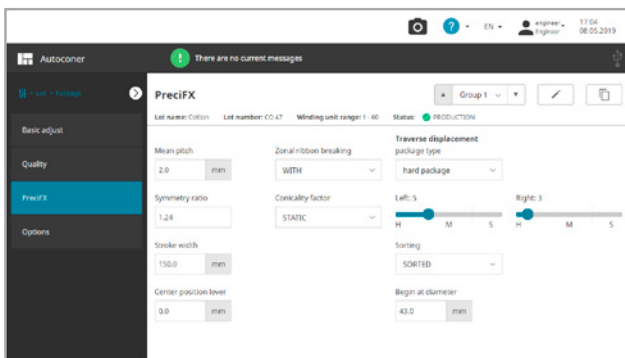 ? EN engineer 17:04
Engineer 08.05.2019
Autoconer There are no current messages
Lot > Package
PreciFX Group 1
Lot name: Cotton Lot number: CO 47 Winding unit range: 1 - 60 Status: PRODUCTION
Basic adjust
Quality
PreciFX
Options
Mean pitch
2.0 mm
Symmetry ratio
1.24
Stroke width
150.0 mm
Center position lever
0.0 mm
Zonal ribbon breaking
WITH
Conicality factor
STATIC
Traverse displacement
package type
hard package
Left: 5 Right: 3
H M S H M S
Sorting
SORTED
Begin at diameter
43.0 mm